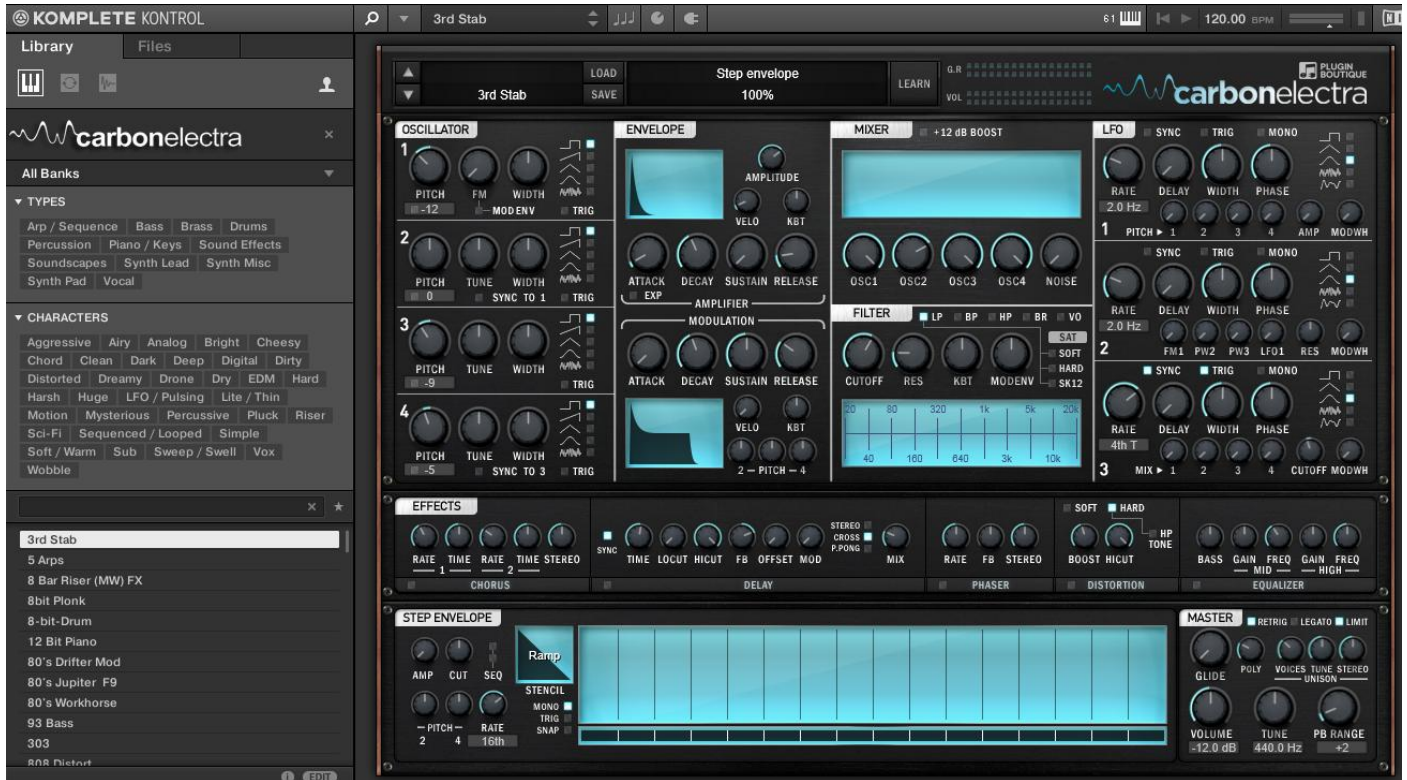 KOMPLETE KONTROL
3rd Stab
61
120.00 BPM
Library Files
carbonelectra
All Banks
TYPES
Arp / Sequence Bass Brass Drums
Percussion Piano / Keys Sound Effects
Soundscapes Synth Lead Synth Misc
Synth Pad Vocal
CHARACTERS
Aggressive Airy Analog Bright Cheesy
Chord Clean Dark Deep Digital Dirty
Distorted Dreamy Drone Dry EDM Hard
Harsh Huge LFO / Pulsing Lite / Thin
Motion Mysterious Percussive Pluck Riser
Sci-Fi Sequenced / Looped Simple
Soft / Warm Sub Sweep / Swell Vox
Wobble
3rd Stab
5 Arps
8 Bar Riser (MW) FX
8bit Plonk
8-bit-Drum
12 Bit Piano
80's Drifter Mod
80's Jupiter F9
80's Workhorse
93 Bass
303
808 Distort
EDIT
LOAD
3rd Stab SAVE
Step envelope
100%
LEARN
G.R
VOL
PLUGIN BOUTIQUE
carbonelectra
OSCILLATOR
1
PITCH FM WIDTH
-12 MOD ENV TRIG
2
PITCH TUNE WIDTH
0 SYNC TO 1 TRIG
3
PITCH TUNE WIDTH
-9 TRIG
4
PITCH TUNE WIDTH
-5 SYNC TO 3 TRIG
ENVELOPE
AMPLITUDE
VELO KBT
ATTACK DECAY SUSTAIN RELEASE
EXP
AMPLIFIER
MODULATION
ATTACK DECAY SUSTAIN RELEASE
VELO KBT
2 – PITCH – 4
MIXER +12 dB BOOST
OSC1 OSC2 OSC3 OSC4 NOISE
FILTER LP BP HP BR VO
SAT
SOFT
HARD
SK12
CUTOFF RES KBT MODENV
20 80 320 1k 5k 20k
40 160 640 3k 10k
LFO SYNC TRIG MONO
RATE DELAY WIDTH PHASE
2.0 Hz
1 PITCH 1 2 3 4 AMP MODWH
SYNC TRIG MONO
RATE DELAY WIDTH PHASE
2.0 Hz
2 FM1 PW2 PW3 LFO1 RES MODWH
SYNC TRIG MONO
RATE DELAY WIDTH PHASE
4th T
3 MIX 1 2 3 4 CUTOFF MODWH
EFFECTS
RATE TIME RATE TIME STEREO
1 2
CHORUS
SYNC
TIME LOCUT HICUT FB OFFSET MOD
STEREO
CROSS
P.PONG
MIX
DELAY
RATE FB STEREO
PHASER
SOFT HARD
HP
TONE
BOOST HICUT
DISTORTION
BASS GAIN FREQ GAIN FREQ
MID HIGH
EQUALIZER
STEP ENVELOPE
AMP CUT SEQ
Ramp
STENCIL
MONO
TRIG
SNAP
PITCH RATE
2 4 16th
MASTER RETRIG LEGATO LIMIT
GLIDE POLY VOICES TUNE STEREO
UNISON
VOLUME TUNE PB RANGE
-12.0 dB 440.0 Hz +2